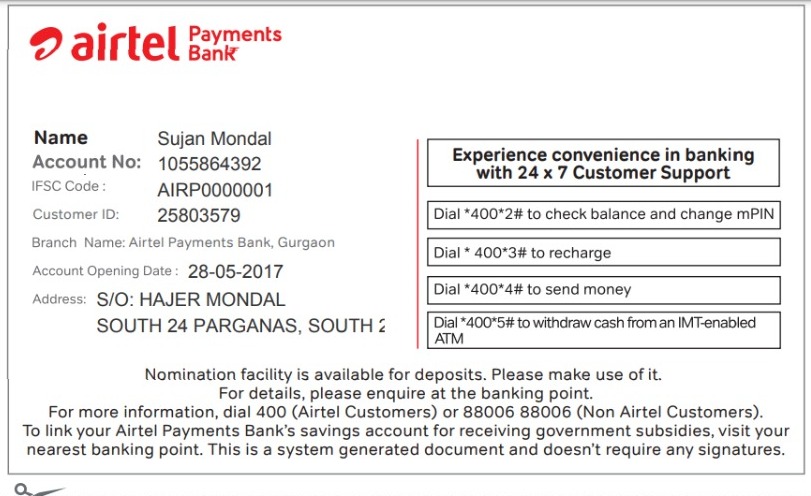 airtel Payments Bank
Name Sujan Mondal
Account No: 1055864392
IFSC Code : AIRP0000001
Customer ID: 25803579
Branch Name: Airtel Payments Bank, Gurgaon
Account Opening Date : 28-05-2017
Address: S/O: HAJER MONDAL
SOUTH 24 PARGANAS, SOUTH 2
Experience convenience in banking
with 24 x 7 Customer Support
Dial *400*2# to check balance and change mPIN
Dial * 400*3# to recharge
Dial *400*4# to send money
Dial *400*5# to withdraw cash from an IMT-enabled
ATM
Nomination facility is available for deposits. Please make use of it.
For details, please enquire at the banking point.
For more information, dial 400 (Airtel Customers) or 88006 88006 (Non Airtel Customers).
To link your Airtel Payments Bank's savings account for receiving government subsidies, visit your
nearest banking point. This is a system generated document and doesn't require any signatures.